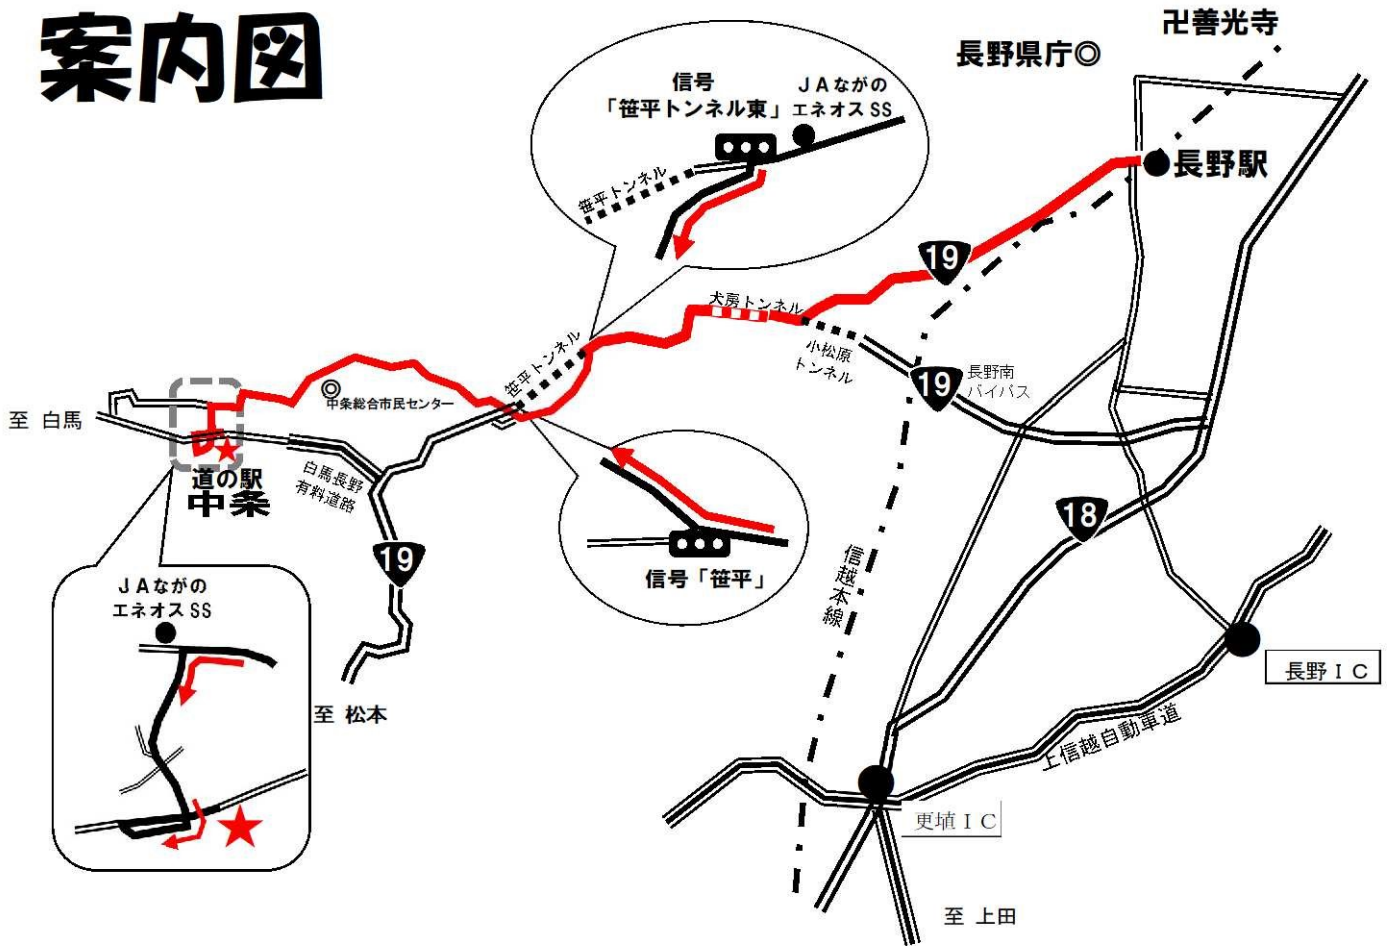 案内図
卍善光寺
長野県庁◎
信号
「笹平トンネル東」
ＪＡながの
エネオス SS
笹平トンネル
長野駅
19
犬房トンネル
小松原
トンネル
19
長野南
バイパス
笹平トンネル
◎
中条総合市民センター
至 白馬
道の駅
中条
白馬長野
有料道路
19
至 松本
信号「笹平」
18
信越本線
ＪＡながの
エネオス SS
長野ＩＣ
上信越自動車道
更埴ＩＣ
至 上田